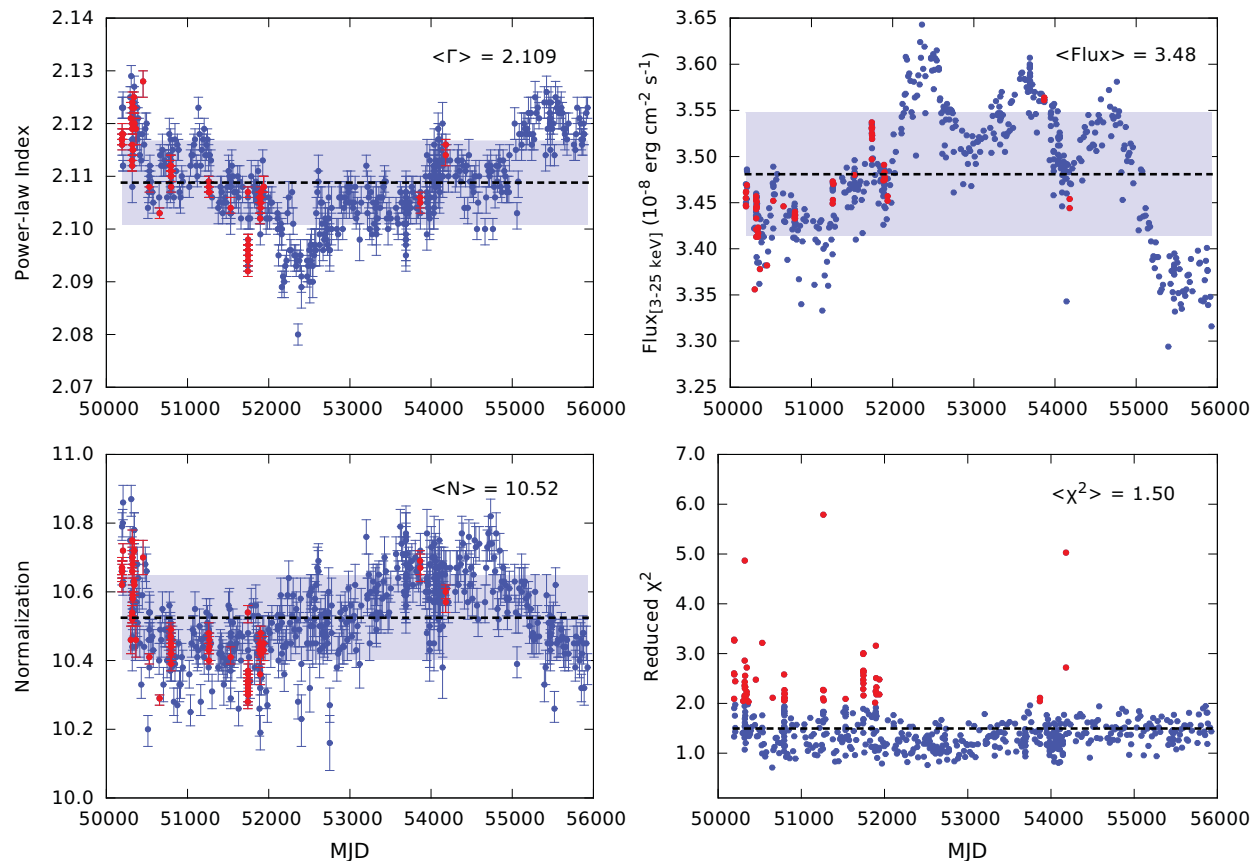 2.14
2.13
2.12
2.11
2.10
2.09
2.08
2.07
Power-law Index
<Γ> = 2.109
50000 51000 52000 53000 54000 55000 56000
3.65
3.60
3.55
3.50
3.45
3.40
3.35
3.30
3.25
Flux[3-25 keV] (10⁻⁸ erg cm⁻² s⁻¹)
<Flux> = 3.48
50000 51000 52000 53000 54000 55000 56000
11.0
10.8
10.6
10.4
10.2
10.0
Normalization
<N> = 10.52
50000 51000 52000 53000 54000 55000 56000
MJD
7.0
6.0
5.0
4.0
3.0
2.0
1.0
Reduced χ²
<χ²> = 1.50
50000 51000 52000 53000 54000 55000 56000
MJD